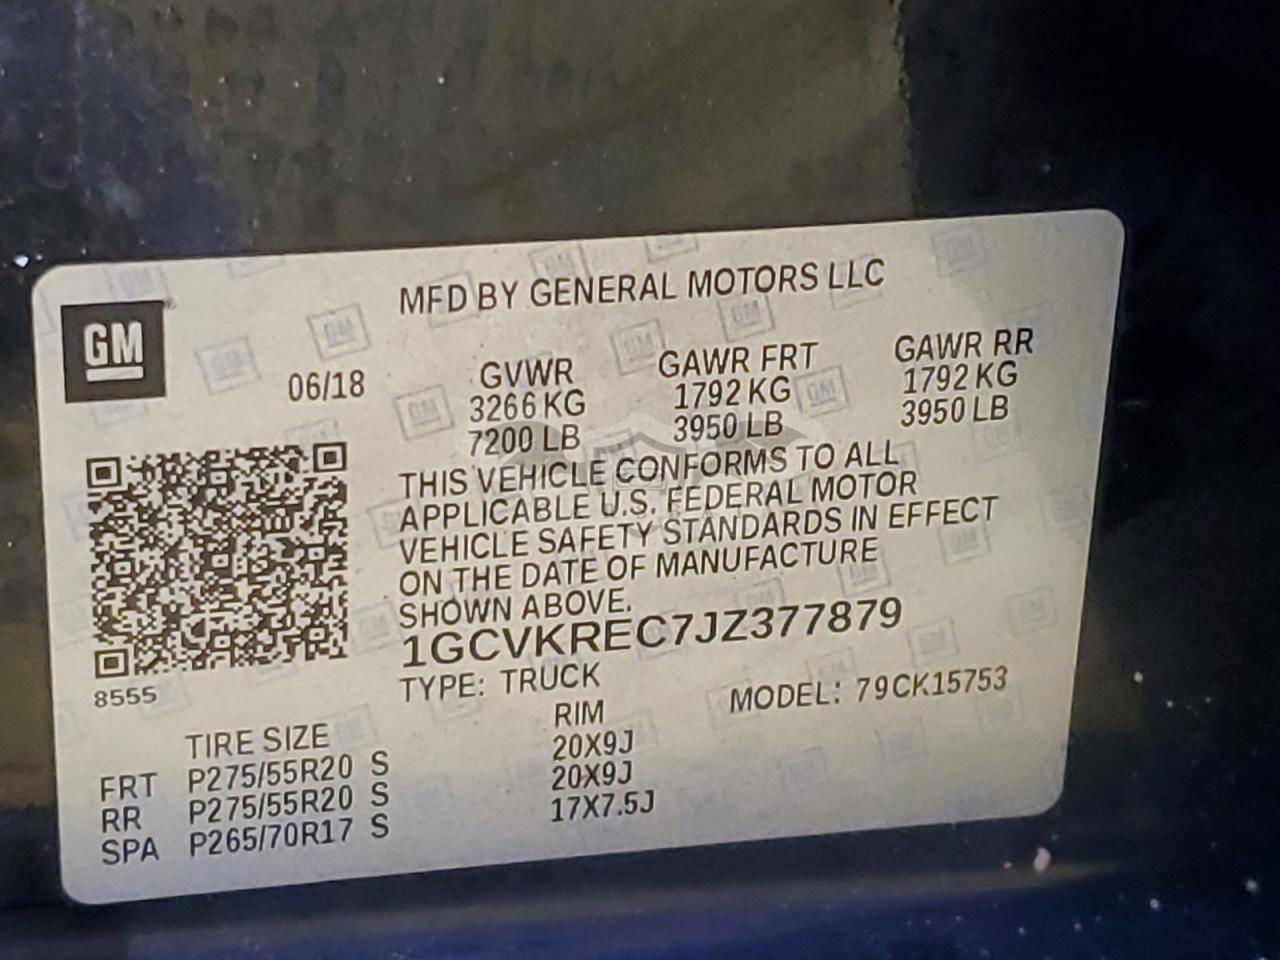 GM
MFD BY GENERAL MOTORS LLC
06/18
GVWR GAWR FRT GAWR RR
3266 KG 1792 KG 1792 KG
7200 LB 3950 LB 3950 LB
THIS VEHICLE CONFORMS TO ALL
APPLICABLE U.S. FEDERAL MOTOR
VEHICLE SAFETY STANDARDS IN EFFECT
ON THE DATE OF MANUFACTURE
SHOWN ABOVE.
1GCVKREC7JZ377879
8555
TYPE: TRUCK MODEL: 79CK15753
TIRE SIZE RIM
FRT P275/55R20 S 20X9J
RR P275/55R20 S 20X9J
SPA P265/70R17 S 17X7.5J